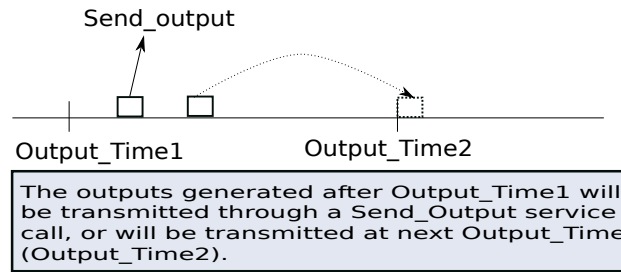 Send_output
Output_Time1
Output_Time2
The outputs generated after Output_Time1 will
be transmitted through a Send_Output service
call, or will be transmitted at next Output_Time
(Output_Time2).